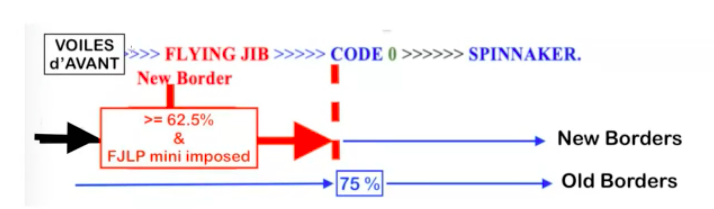 VOILES
d'AVANT
>>>> FLYING JIB >>>>> CODE 0 >>>>>> SPINNAKER.
New Border
>= 62.5%
&
FJLP mini imposed
New Borders
75 %
Old Borders